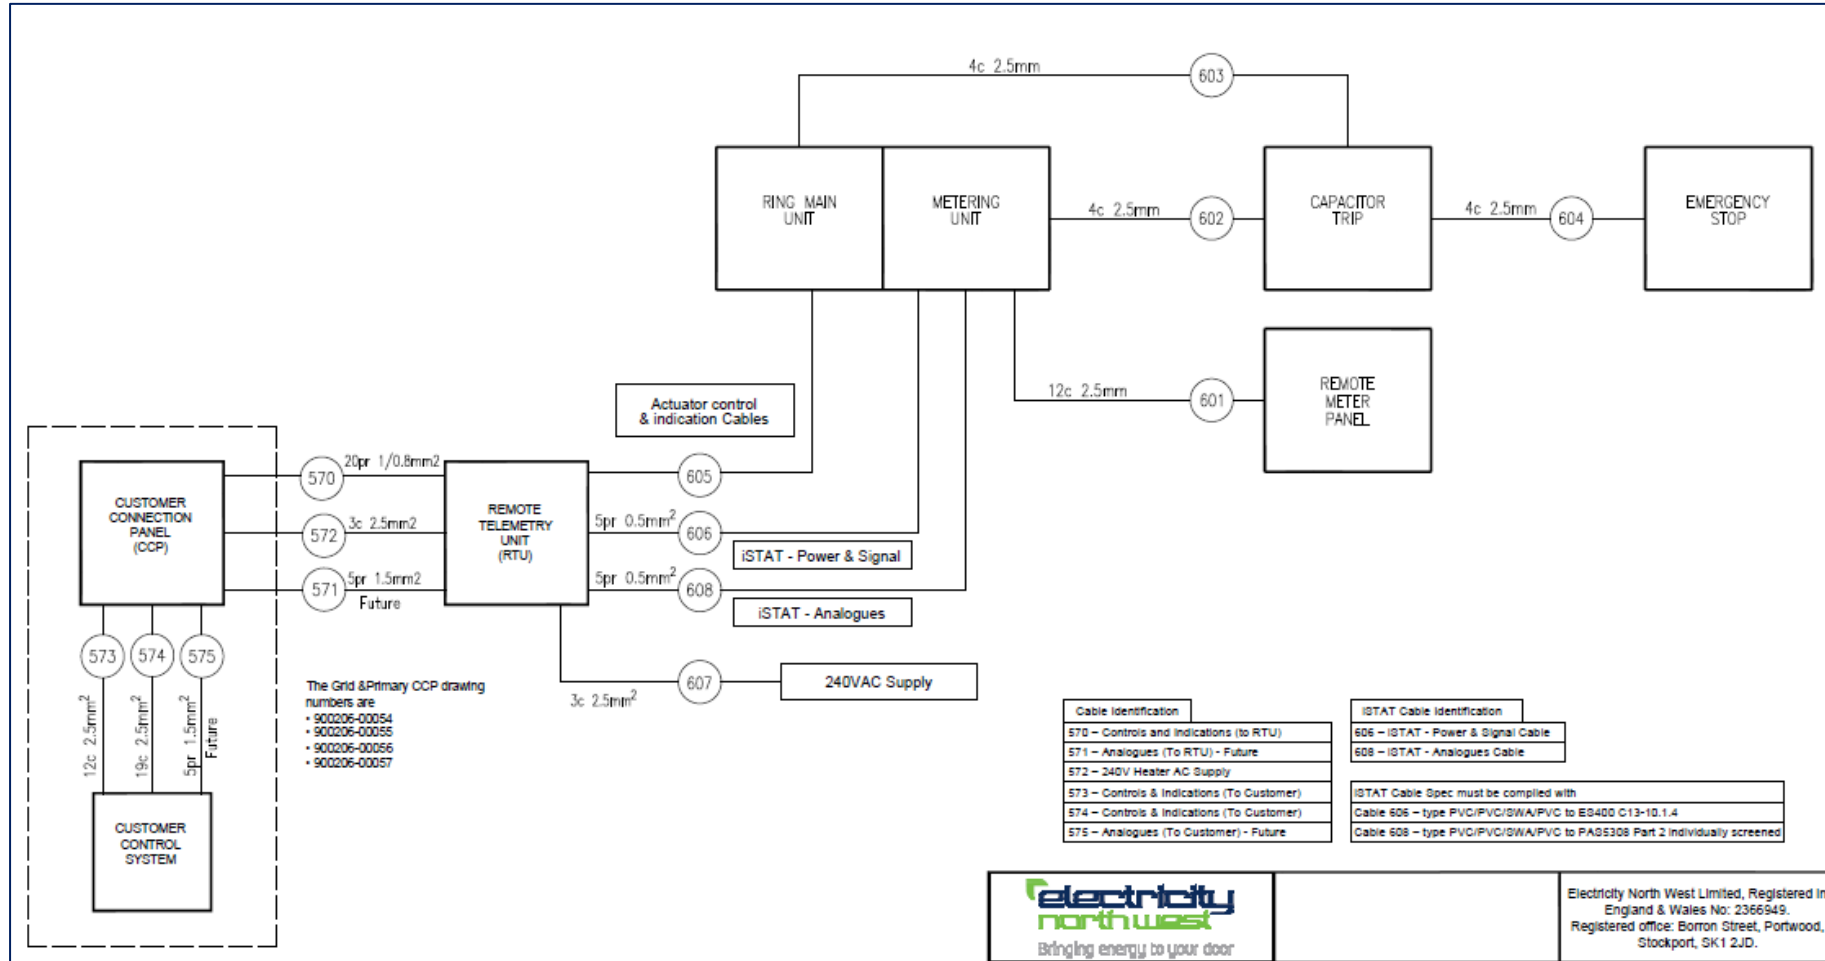 4c 2.5mm
603
RING MAIN
UNIT
METERING
UNIT
4c 2.5mm
602
CAPACITOR
TRIP
4c 2.5mm
604
EMERGENCY
STOP
12c 2.5mm
601
REMOTE
METER
PANEL
Actuator control
& indication Cables
CUSTOMER
CONNECTION
PANEL
(CCP)
570
20pr 1/0.8mm2
572
3c 2.5mm2
571
5pr 1.5mm2
Future
REMOTE
TELEMETRY
UNIT
(RTU)
605
5pr 0.5mm²
606
iSTAT - Power & Signal
5pr 0.5mm²
608
iSTAT - Analogues
3c 2.5mm²
607
240VAC Supply
573
574
575
12c 2.5mm²
19c 2.5mm²
5pr 1.5mm²
Future
CUSTOMER
CONTROL
SYSTEM
The Grid &Primary CCP drawing
numbers are
• 900206-00054
• 900206-00055
• 900206-00056
• 900206-00057
Cable Identification
570 – Controls and Indications (to RTU)
571 – Analogues (To RTU) - Future
572 – 240V Heater AC Supply
573 – Controls & Indications (To Customer)
574 – Controls & Indications (To Customer)
575 – Analogues (To Customer) - Future
ISTAT Cable Identification
606 – ISTAT - Power & Signal Cable
608 – ISTAT - Analogues Cable
ISTAT Cable Spec must be complied with
Cable 606 – type PVC/PVC/SWA/PVC to ES400 C13-10.1.4
Cable 608 – type PVC/PVC/SWA/PVC to PAS5308 Part 2 Individually screened
electricity
north west
Bringing energy to your door
Electricity North West Limited, Registered in
England & Wales No: 2366949.
Registered office: Borron Street, Portwood,
Stockport, SK1 2JD.